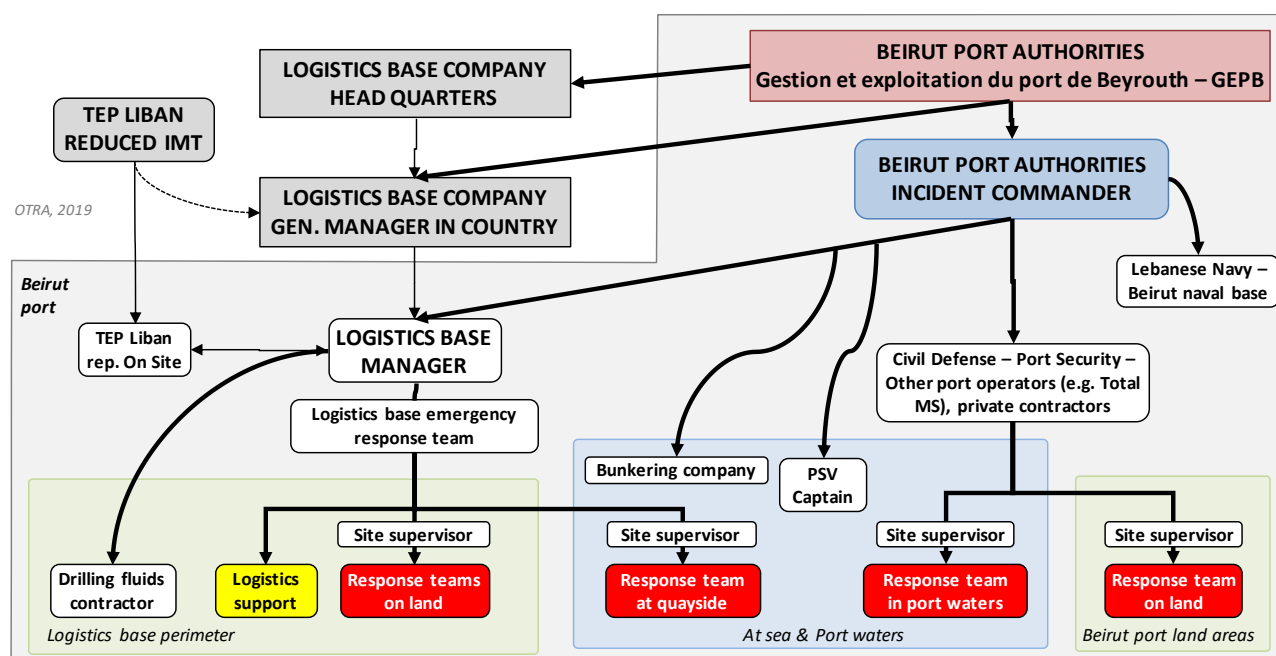 BEIRUT PORT AUTHORITIES
Gestion et exploitation du port de Beyrouth – GEPB
LOGISTICS BASE COMPANY
HEAD QUARTERS
TEP LIBAN
REDUCED IMT
BEIRUT PORT AUTHORITIES
INCIDENT COMMANDER
LOGISTICS BASE COMPANY
GEN. MANAGER IN COUNTRY
OTRA, 2019
Lebanese Navy –
Beirut naval base
Beirut
port
TEP Liban
rep. On Site
LOGISTICS BASE
MANAGER
Civil Defense – Port Security –
Other port operators (e.g. Total
MS), private contractors
Logistics base emergency
response team
Bunkering company
PSV
Captain
Site supervisor
Site supervisor
Site supervisor
Site supervisor
Drilling fluids
contractor
Logistics
support
Response teams
on land
Response team
at quayside
Response team
in port waters
Response team
on land
Logistics base perimeter
At sea & Port waters
Beirut port land areas